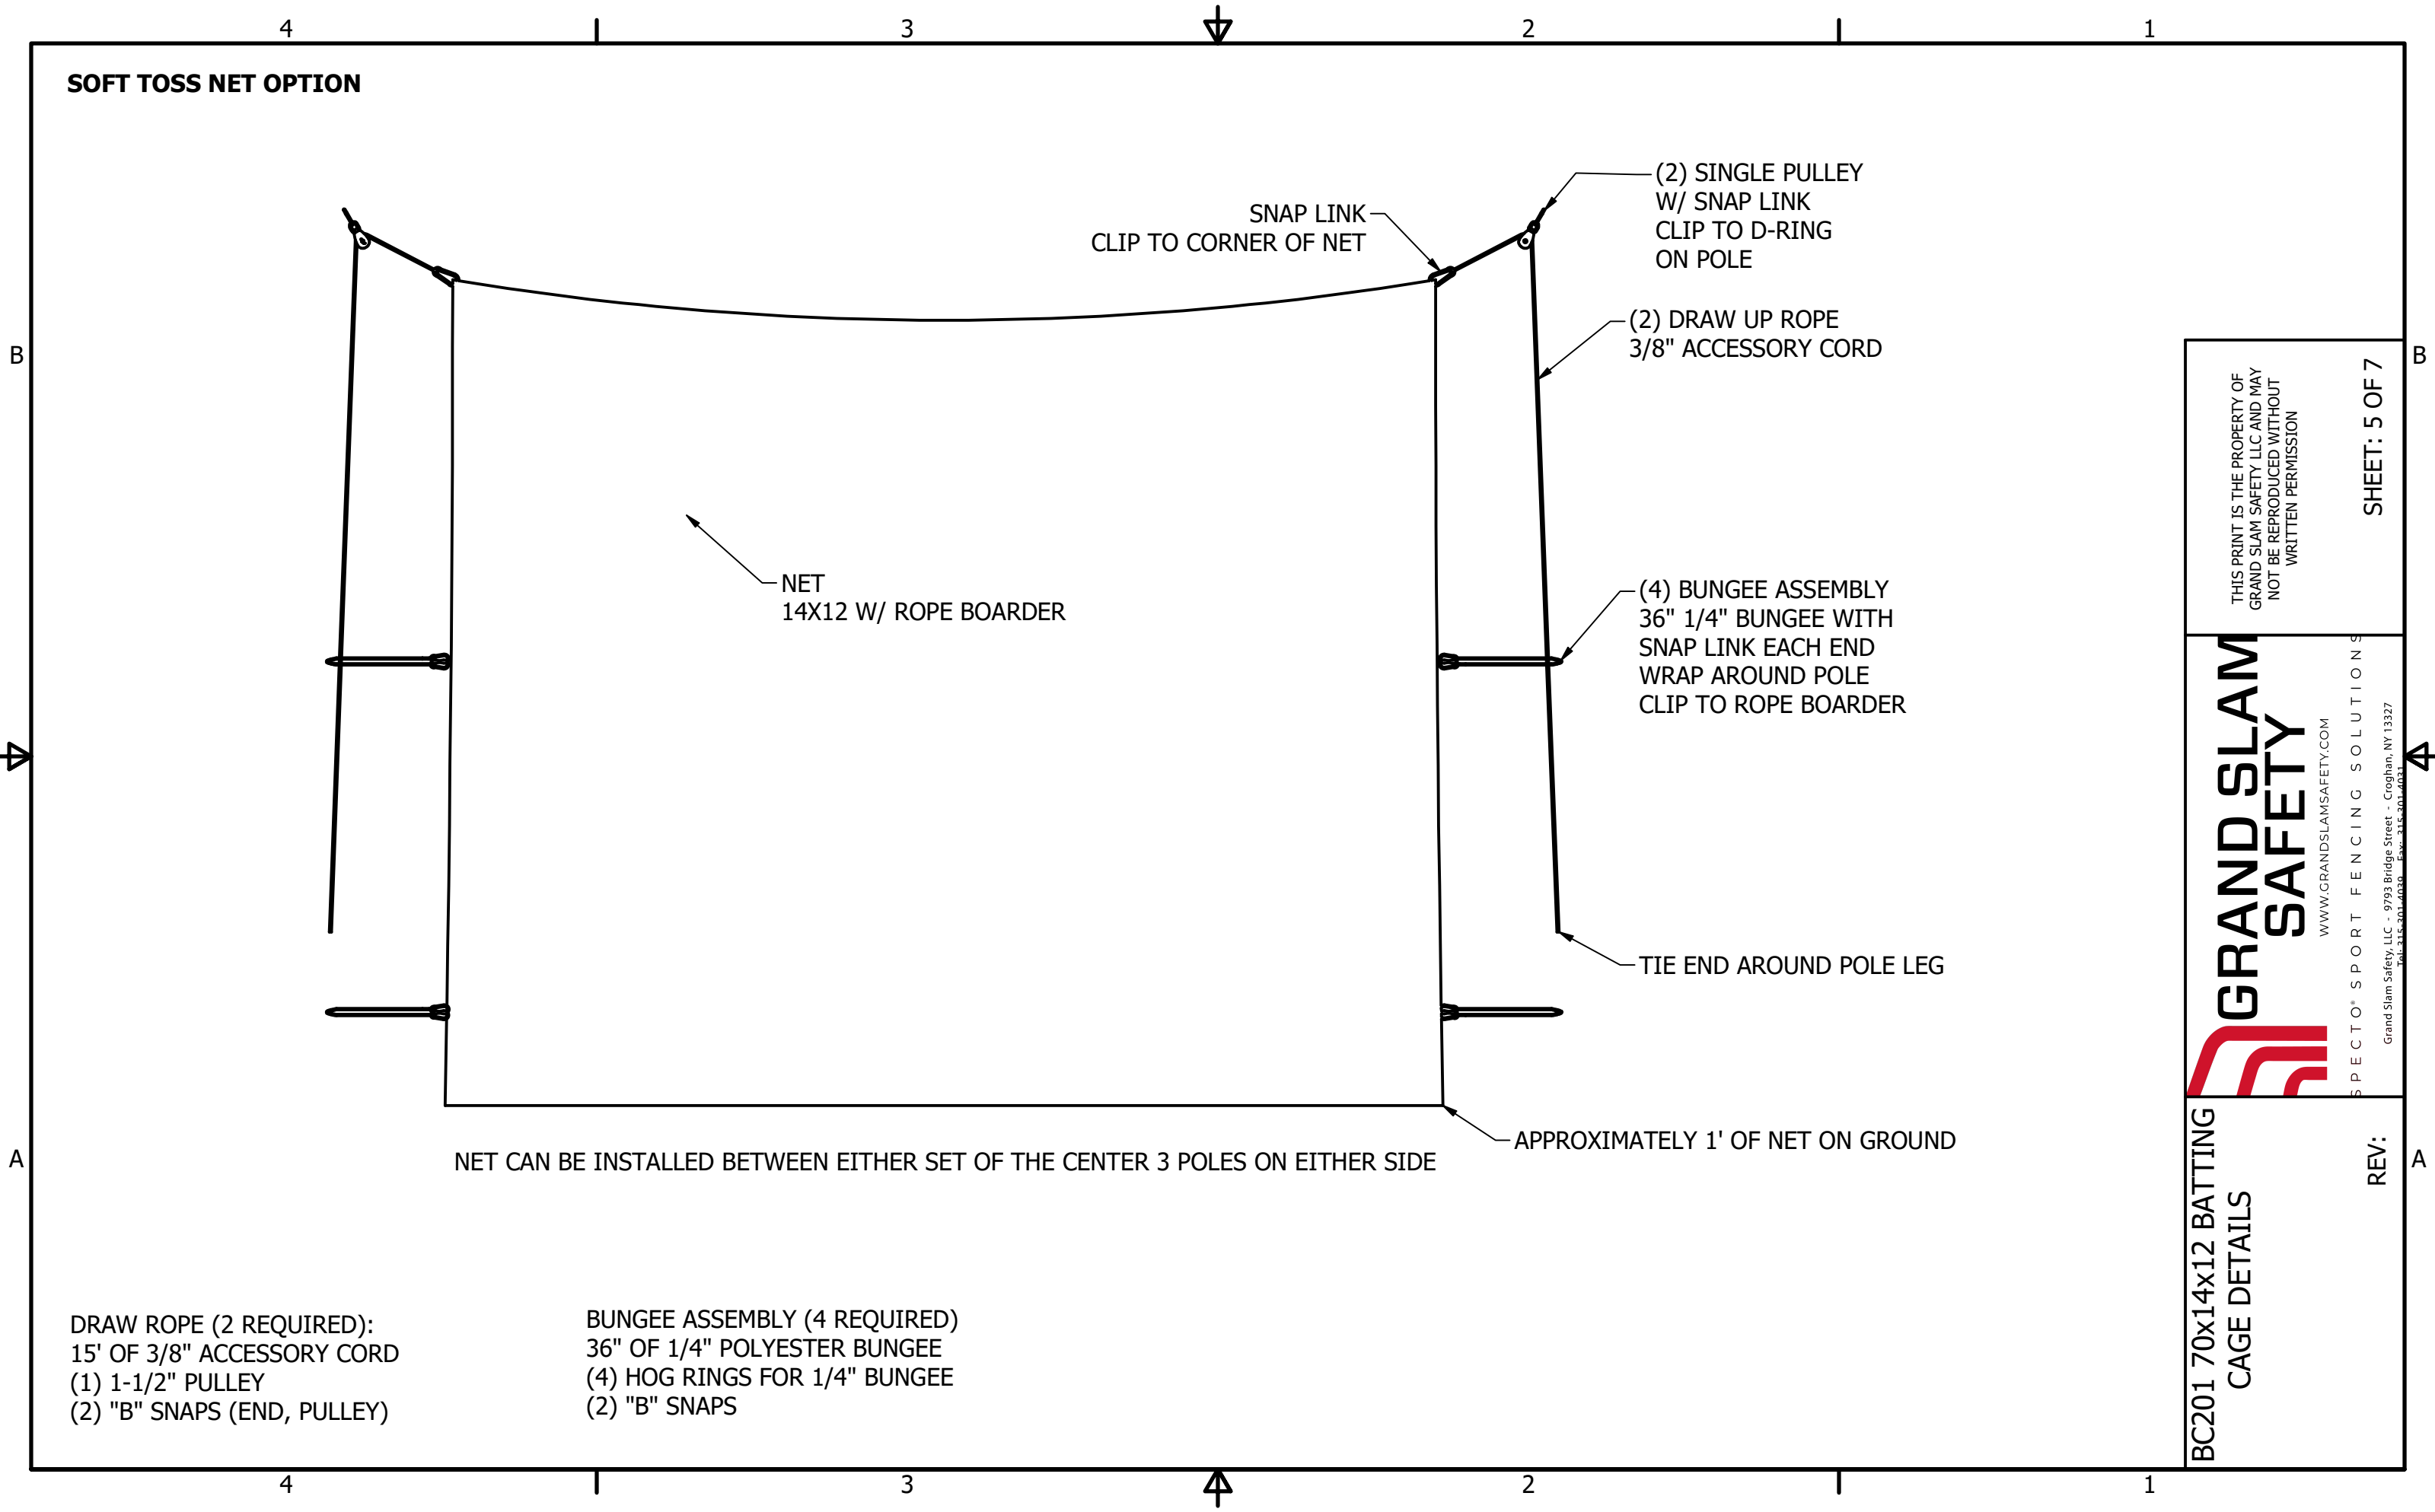 4
3
2
1
SOFT TOSS NET OPTION
SNAP LINK
CLIP TO CORNER OF NET
(2) SINGLE PULLEY
W/ SNAP LINK
CLIP TO D-RING
ON POLE
(2) DRAW UP ROPE
3/8" ACCESSORY CORD
B
B
NET
14X12 W/ ROPE BOARDER
(4) BUNGEE ASSEMBLY
36" 1/4" BUNGEE WITH
SNAP LINK EACH END
WRAP AROUND POLE
CLIP TO ROPE BOARDER
TIE END AROUND POLE LEG
APPROXIMATELY 1' OF NET ON GROUND
NET CAN BE INSTALLED BETWEEN EITHER SET OF THE CENTER 3 POLES ON EITHER SIDE
A
A
DRAW ROPE (2 REQUIRED):
15' OF 3/8" ACCESSORY CORD
(1) 1-1/2" PULLEY
(2) "B" SNAPS (END, PULLEY)
BUNGEE ASSEMBLY (4 REQUIRED)
36" OF 1/4" POLYESTER BUNGEE
(4) HOG RINGS FOR 1/4" BUNGEE
(2) "B" SNAPS
THIS PRINT IS THE PROPERTY OF
GRAND SLAM SAFETY LLC AND MAY
NOT BE REPRODUCED WITHOUT
WRITTEN PERMISSION
SHEET: 5 OF 7
GRAND SLAM
SAFETY
WWW.GRANDSLAMSAFETY.COM
SPECTO® SPORT FENCING SOLUTIONS
Grand Slam Safety, LLC - 9793 Bridge Street - Croghan, NY 13327
Tel: 315-301-4039 Fax: 315-301-4031
BC201 70x14x12 BATTING
CAGE DETAILS
REV:
4
3
2
1